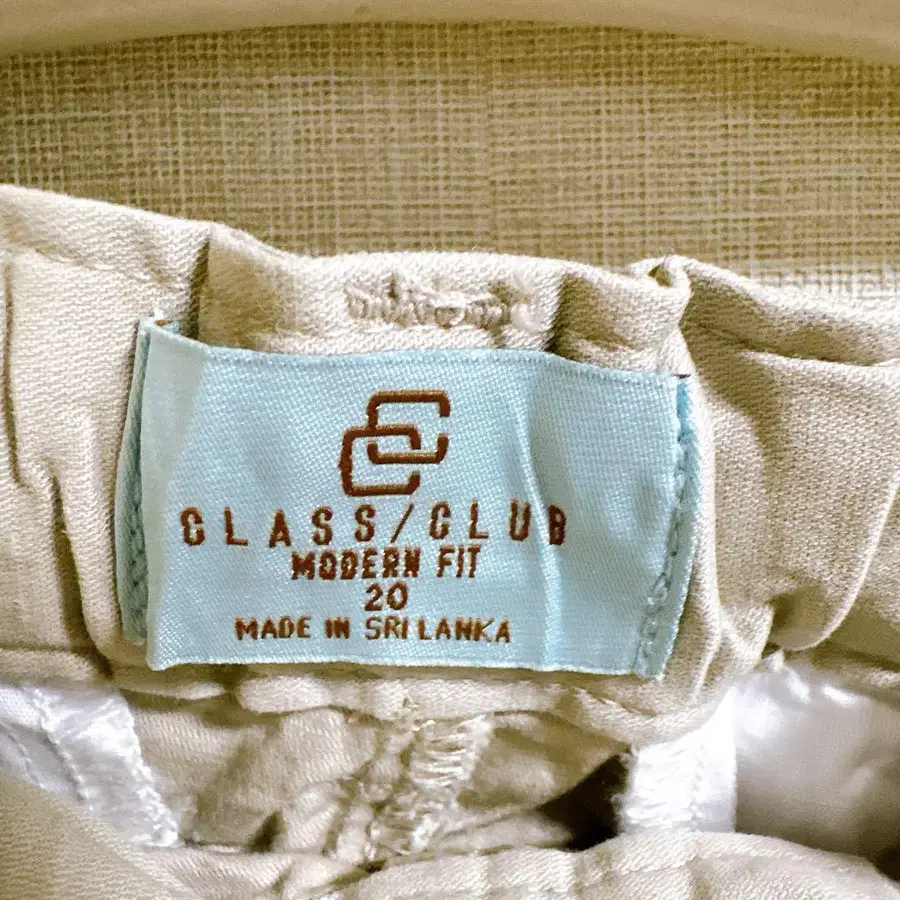 CLASS/CLUB
MODERN FIT
20
MADE IN SRI LANKA